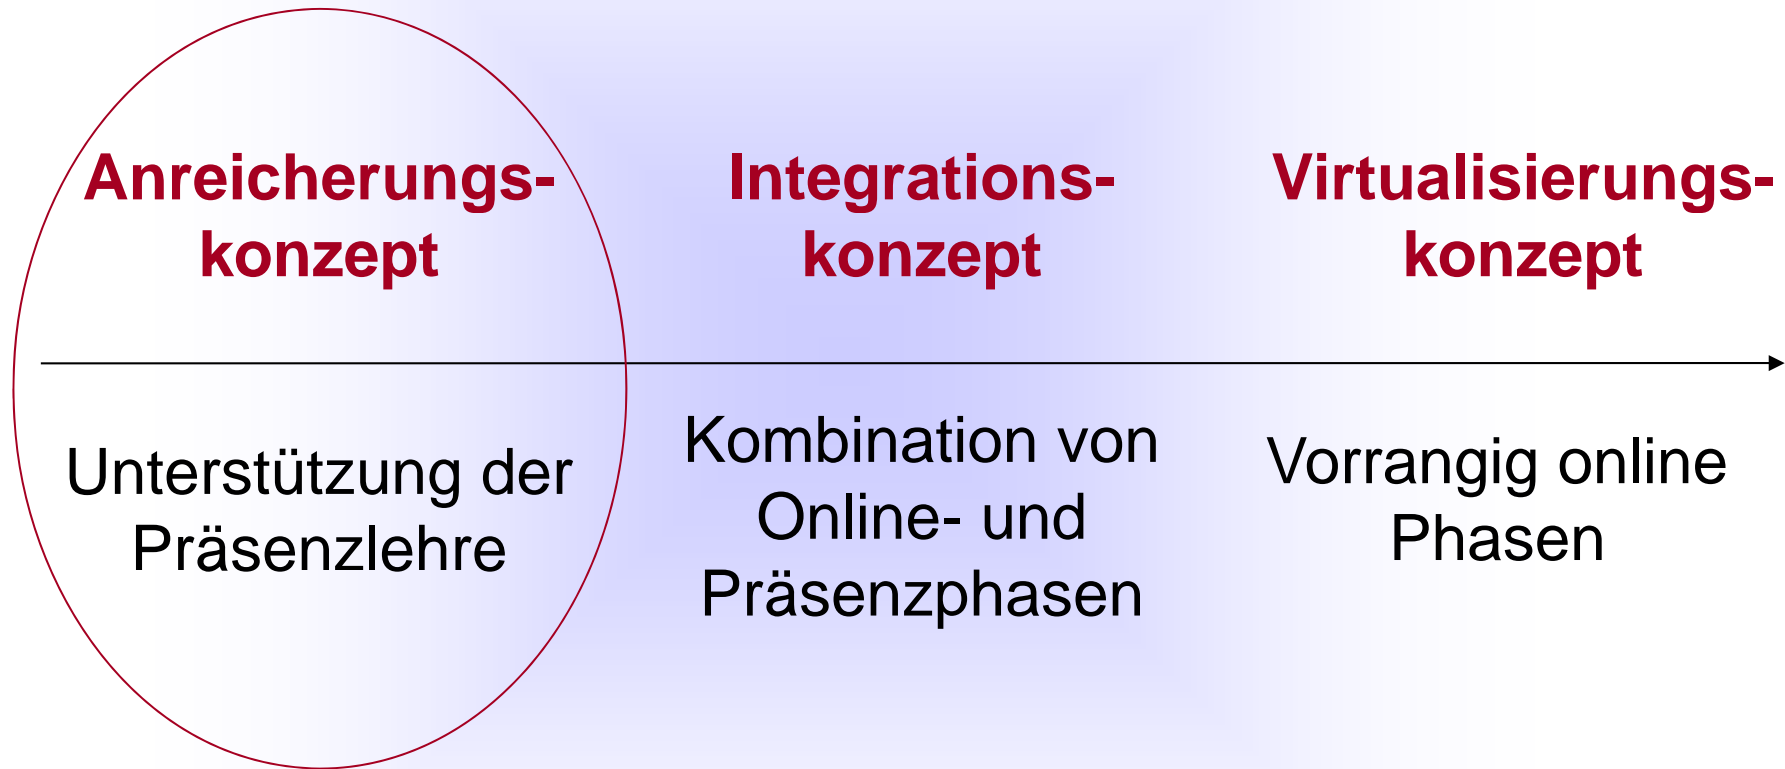 Anreicherungs-
konzept
Integrations-
konzept
Virtualisierungs-
konzept
Unterstützung der
Präsenzlehre
Kombination von
Online- und
Präsenzphasen
Vorrangig online
Phasen